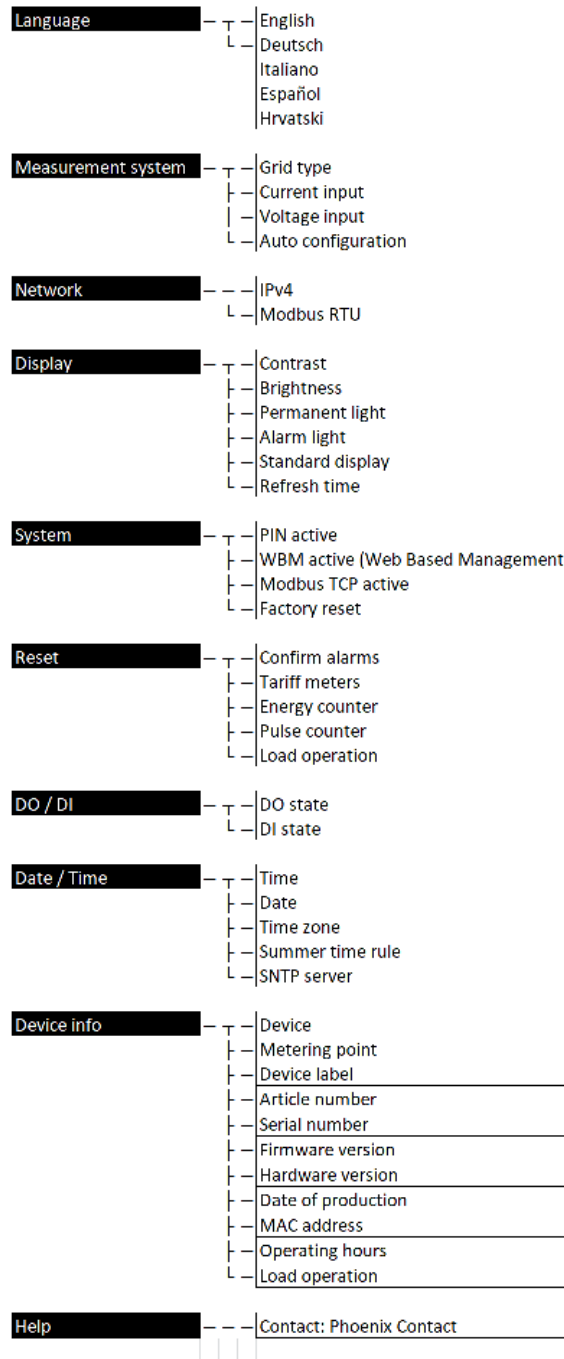 Language English
Deutsch
Italiano
Español
Hrvatski
Measurement system Grid type
Current input
Voltage input
Auto configuration
Network IPv4
Modbus RTU
Display Contrast
Brightness
Permanent light
Alarm light
Standard display
Refresh time
System PIN active
WBM active (Web Based Management
Modbus TCP active
Factory reset
Reset Confirm alarms
Tariff meters
Energy counter
Pulse counter
Load operation
DO / DI DO state
DI state
Date / Time Time
Date
Time zone
Summer time rule
SNTP server
Device info Device
Metering point
Device label
Article number
Serial number
Firmware version
Hardware version
Date of production
MAC address
Operating hours
Load operation
Help Contact: Phoenix Contact